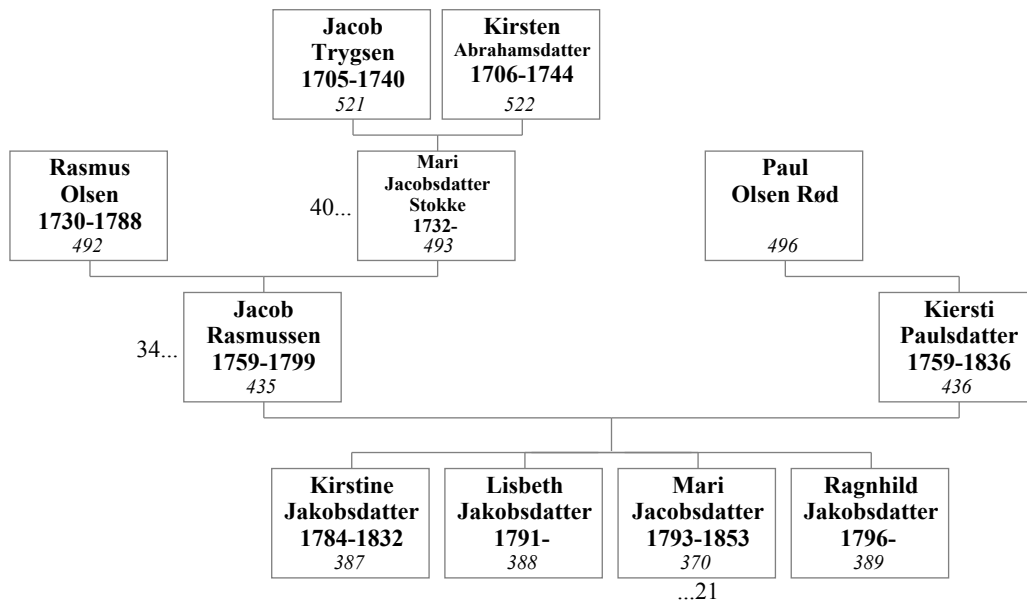 Jacob
Trygsen
1705-1740
521
Kirsten
Abrahamsdatter
1706-1744
522
Rasmus
Olsen
1730-1788
492
40...
Mari
Jacobsdatter
Stokke
1732-
493
Paul
Olsen Rød
496
34...
Jacob
Rasmussen
1759-1799
435
Kiersti
Paulsdatter
1759-1836
436
Kirstine
Jakobsdatter
1784-1832
387
Lisbeth
Jakobsdatter
1791-
388
Mari
Jacobsdatter
1793-1853
370
...21
Ragnhild
Jakobsdatter
1796-
389